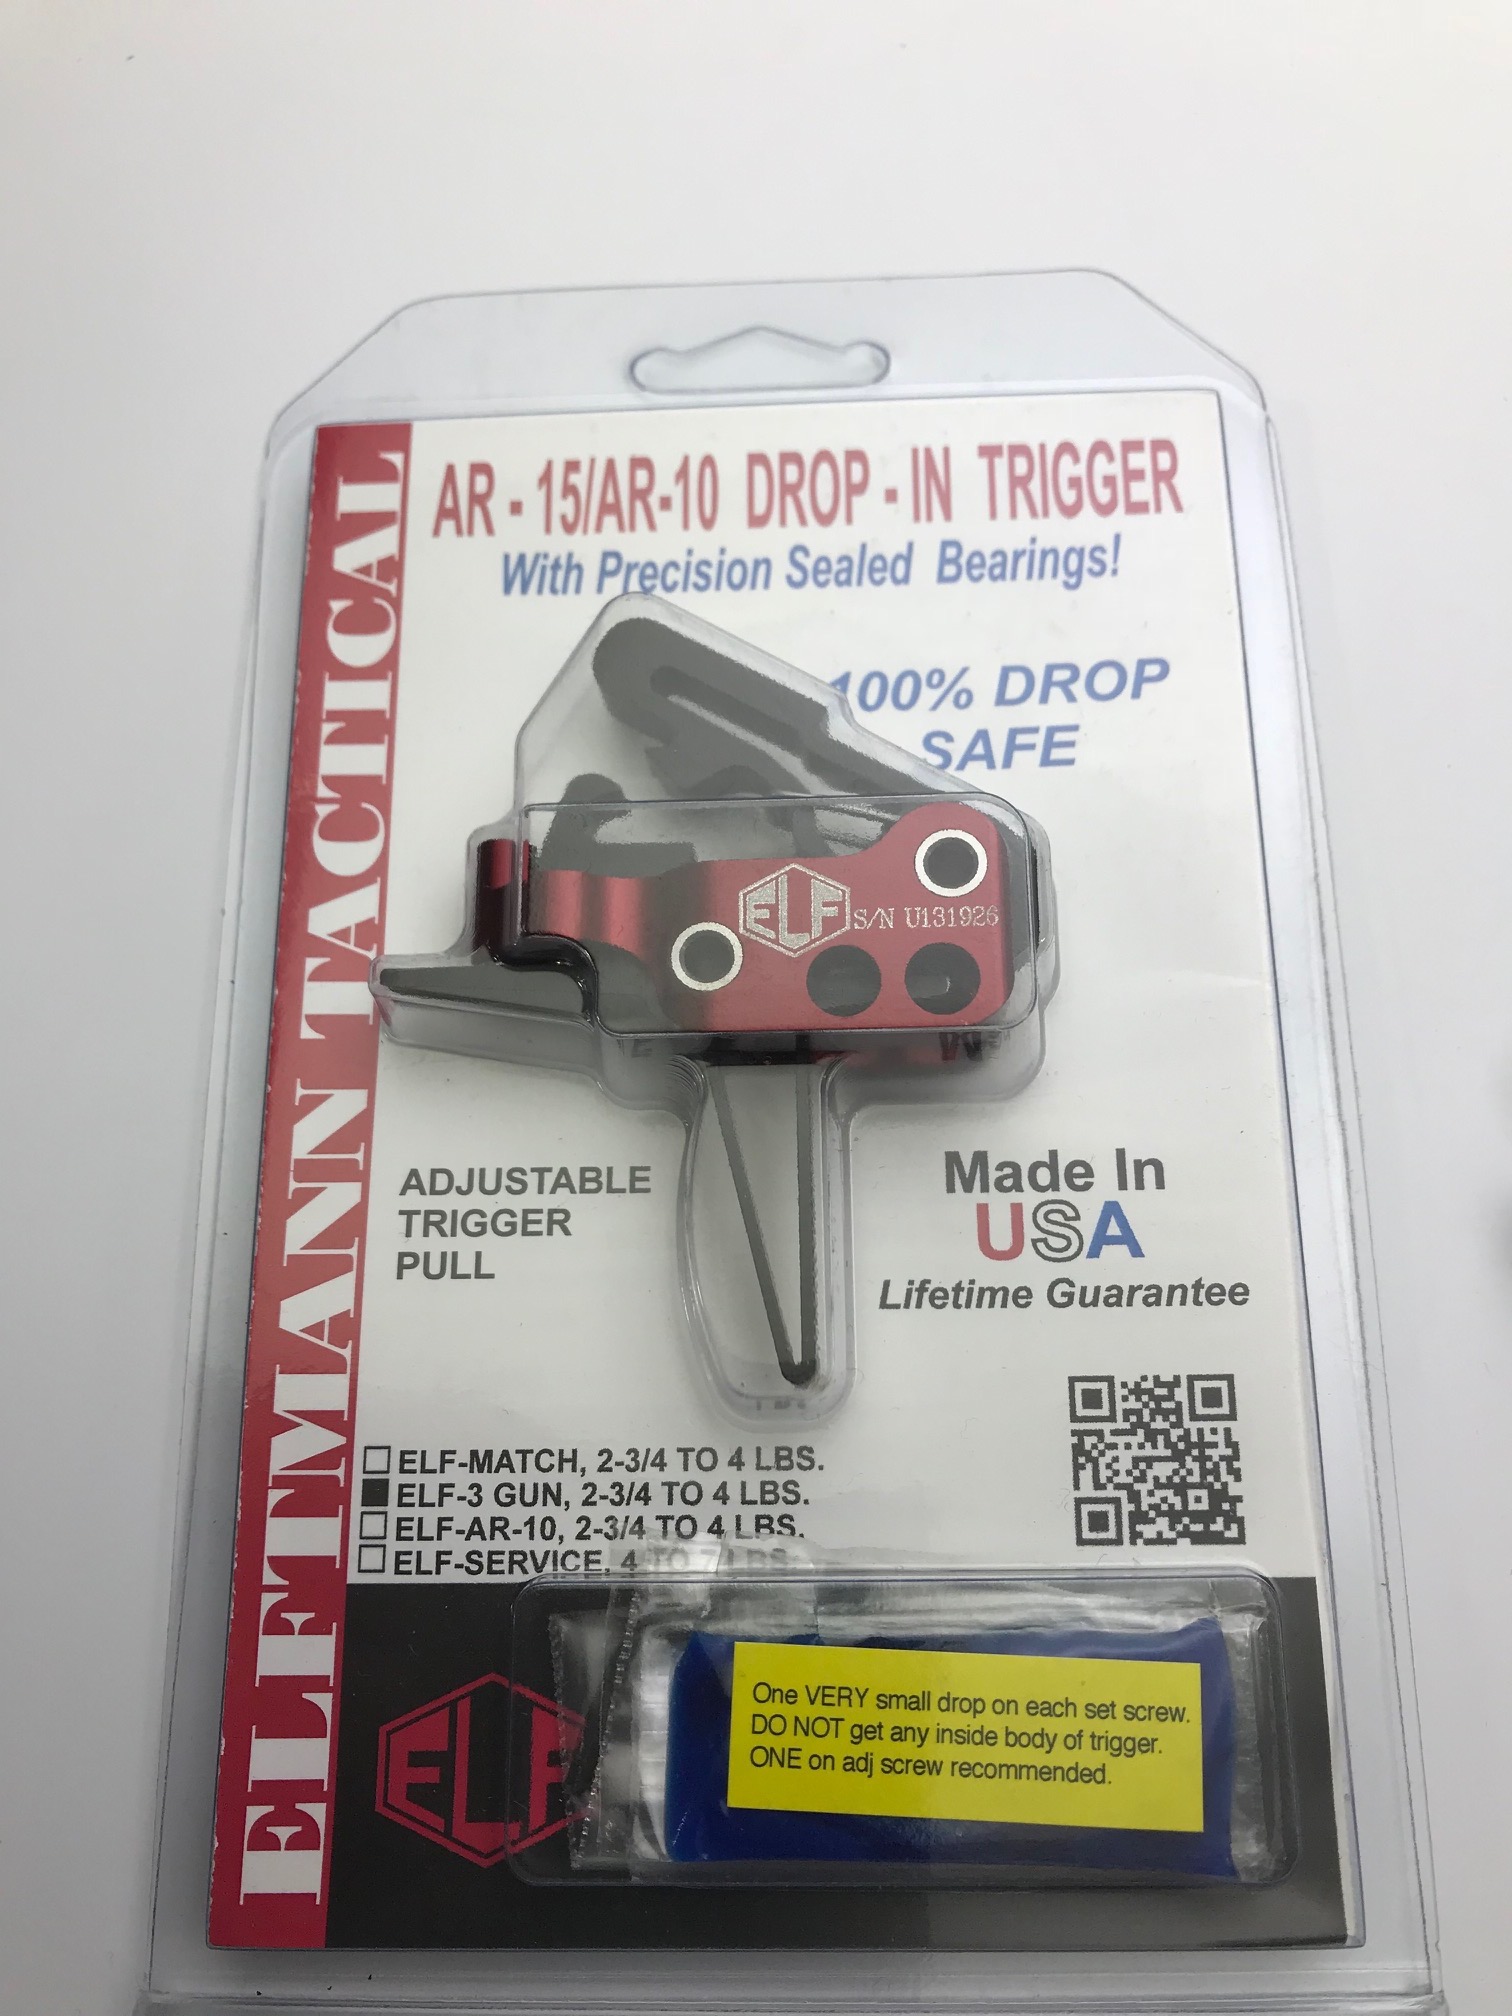 ELFTMANN TACTICAL
AR - 15/AR-10 DROP - IN TRIGGER
With Precision Sealed Bearings!
100% DROP
SAFE
ELF
S/N U131926
ADJUSTABLE
TRIGGER
PULL
Made In
USA
Lifetime Guarantee
ELF-MATCH, 2-3/4 TO 4 LBS.
ELF-3 GUN, 2-3/4 TO 4 LBS.
ELF-AR-10, 2-3/4 TO 4 LBS.
ELF-SERVICE, 4 TO 7 LBS.
ELF
One VERY small drop on each set screw.
DO NOT get any inside body of trigger.
ONE on adj screw recommended.